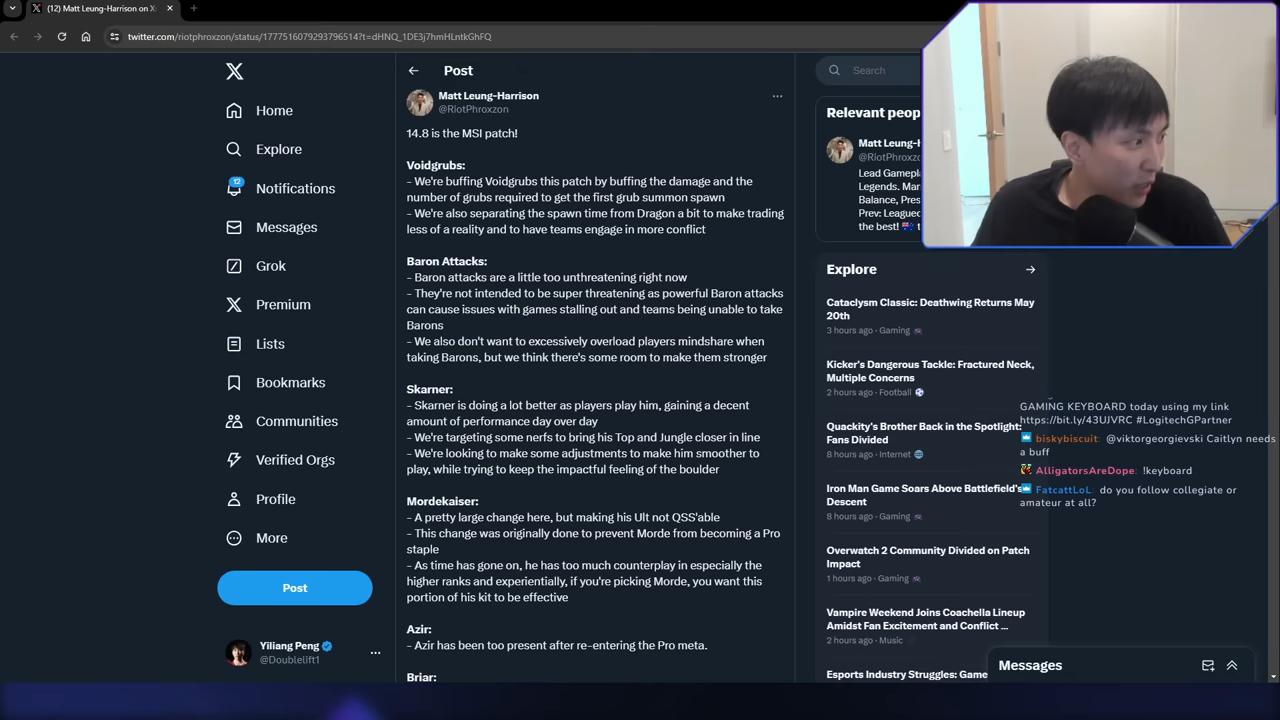 (12) Matt Leung-Harrison on X
twitter.com/riotphroxzon/status/1777516079293796514?t=dHNQ_1DE3j7hmHLntkGhFQ
Home
Explore
12
Notifications
Messages
Grok
Premium
Lists
Bookmarks
Communities
Verified Orgs
Profile
More
Post
Yiliang Peng
@Doublelift1
Post
Matt Leung-Harrison
@RiotPhroxzon
14.8 is the MSI patch!
Voidgrubs:
- We're buffing Voidgrubs this patch by buffing the damage and the
number of grubs required to get the first grub summon spawn
- We're also separating the spawn time from Dragon a bit to make trading
less of a reality and to have teams engage in more conflict
Baron Attacks:
- Baron attacks are a little too unthreatening right now
- They're not intended to be super threatening as powerful Baron attacks
can cause issues with games stalling out and teams being unable to take
Barons
- We also don't want to excessively overload players mindshare when
taking Barons, but we think there's some room to make them stronger
Skarner:
- Skarner is doing a lot better as players play him, gaining a decent
amount of performance day over day
- We're targeting some nerfs to bring his Top and Jungle closer in line
- We're looking to make some adjustments to make him smoother to
play, while trying to keep the impactful feeling of the boulder
Mordekaiser:
- A pretty large change here, but making his Ult not QSS'able
- This change was originally done to prevent Morde from becoming a Pro
staple
- As time has gone on, he has too much counterplay in especially the
higher ranks and experientially, if you're picking Morde, you want this
portion of his kit to be effective
Azir:
- Azir has been too present after re-entering the Pro meta.
Briar:
Search
Relevant peop
Matt Leung-H
@RiotPhroxzo
Lead Gamepla
Legends. Man
Balance, Pres
Prev: Leagued
the best!
Explore
Cataclysm Classic: Deathwing Returns May
20th
3 hours ago · Gaming
Kicker's Dangerous Tackle: Fractured Neck,
Multiple Concerns
2 hours ago · Football
Quackity's Brother Back in the Spotlight:
Fans Divided
8 hours ago · Internet
Iron Man Game Soars Above Battlefield's
Descent
8 hours ago · Gaming
Overwatch 2 Community Divided on Patch
Impact
1 hours ago · Gaming
Vampire Weekend Joins Coachella Lineup
Amidst Fan Excitement and Conflict ...
2 hours ago · Music
Esports Industry Struggles: Game
GAMING KEYBOARD today using my link
https://bit.ly/43UJVRC #LogitechGPartner
biskybiscuit: @viktorgeorgievski Caitlyn needs
a buff
AlligatorsAreDope: !keyboard
FatcattLoL: do you follow collegiate or
amateur at all?
Messages